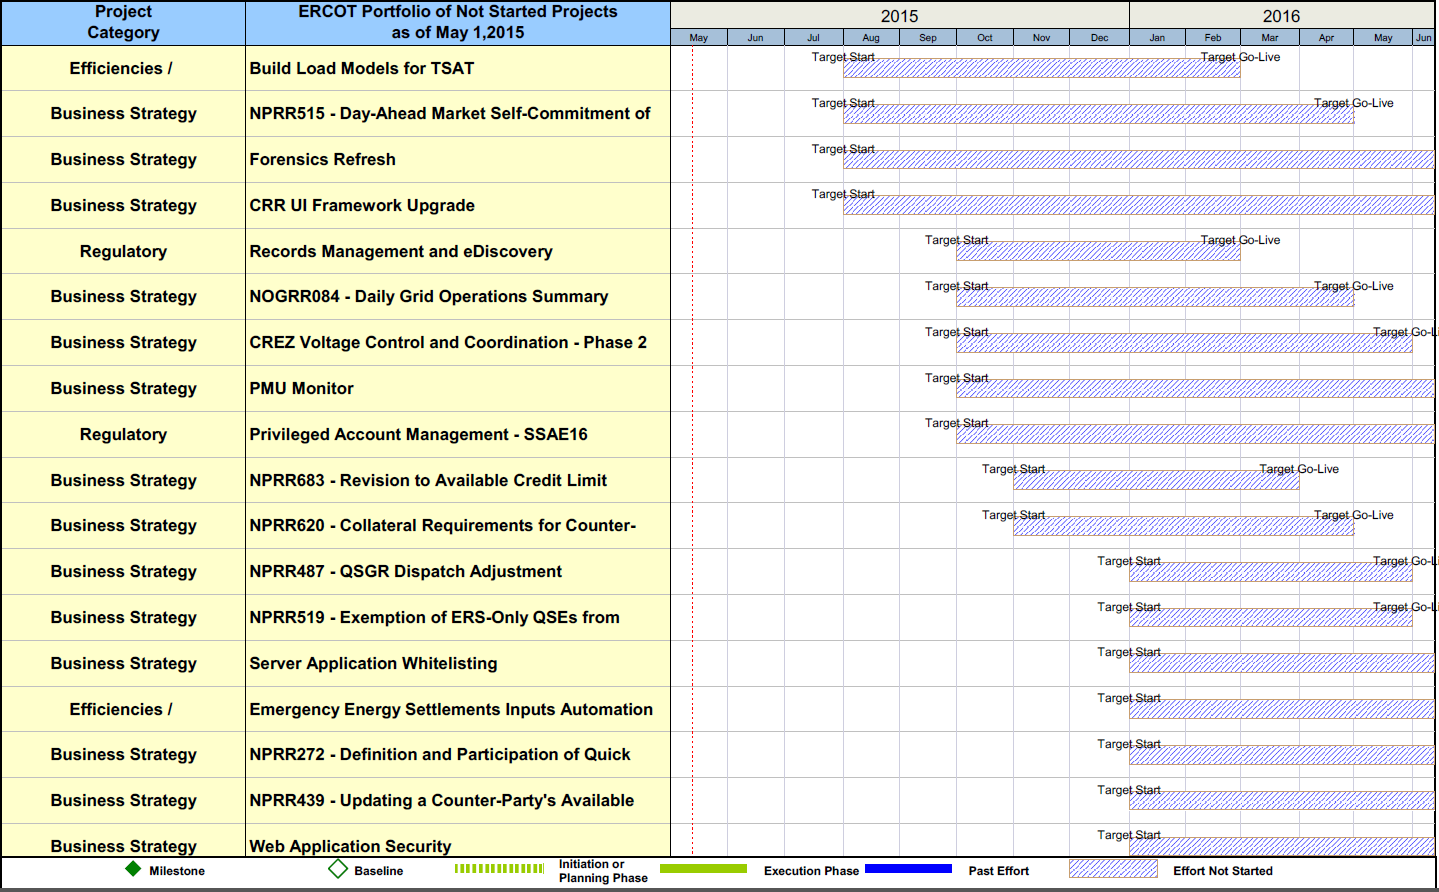 Project
Category
ERCOT Portfolio of Not Started Projects
as of May 1,2015
2015
2016
May Jun Jul Aug Sep Oct Nov Dec Jan Feb Mar Apr May Jun
Efficiencies / Build Load Models for TSAT Target Start Target Go-Live
Business Strategy NPRR515 - Day-Ahead Market Self-Commitment of Target Start Target Go-Live
Business Strategy Forensics Refresh Target Start
Business Strategy CRR UI Framework Upgrade Target Start
Regulatory Records Management and eDiscovery Target Start Target Go-Live
Business Strategy NOGRR084 - Daily Grid Operations Summary Target Start Target Go-Live
Business Strategy CREZ Voltage Control and Coordination - Phase 2 Target Start Target Go-Li
Business Strategy PMU Monitor Target Start
Regulatory Privileged Account Management - SSAE16 Target Start
Business Strategy NPRR683 - Revision to Available Credit Limit Target Start Target Go-Live
Business Strategy NPRR620 - Collateral Requirements for Counter- Target Start Target Go-Live
Business Strategy NPRR487 - QSGR Dispatch Adjustment Target Start Target Go-Li
Business Strategy NPRR519 - Exemption of ERS-Only QSEs from Target Start Target Go-Li
Business Strategy Server Application Whitelisting Target Start
Efficiencies / Emergency Energy Settlements Inputs Automation Target Start
Business Strategy NPRR272 - Definition and Participation of Quick Target Start
Business Strategy NPRR439 - Updating a Counter-Party's Available Target Start
Business Strategy Web Application Security Target Start
Milestone
Baseline
Initiation or
Planning Phase
Execution Phase
Past Effort
Effort Not Started